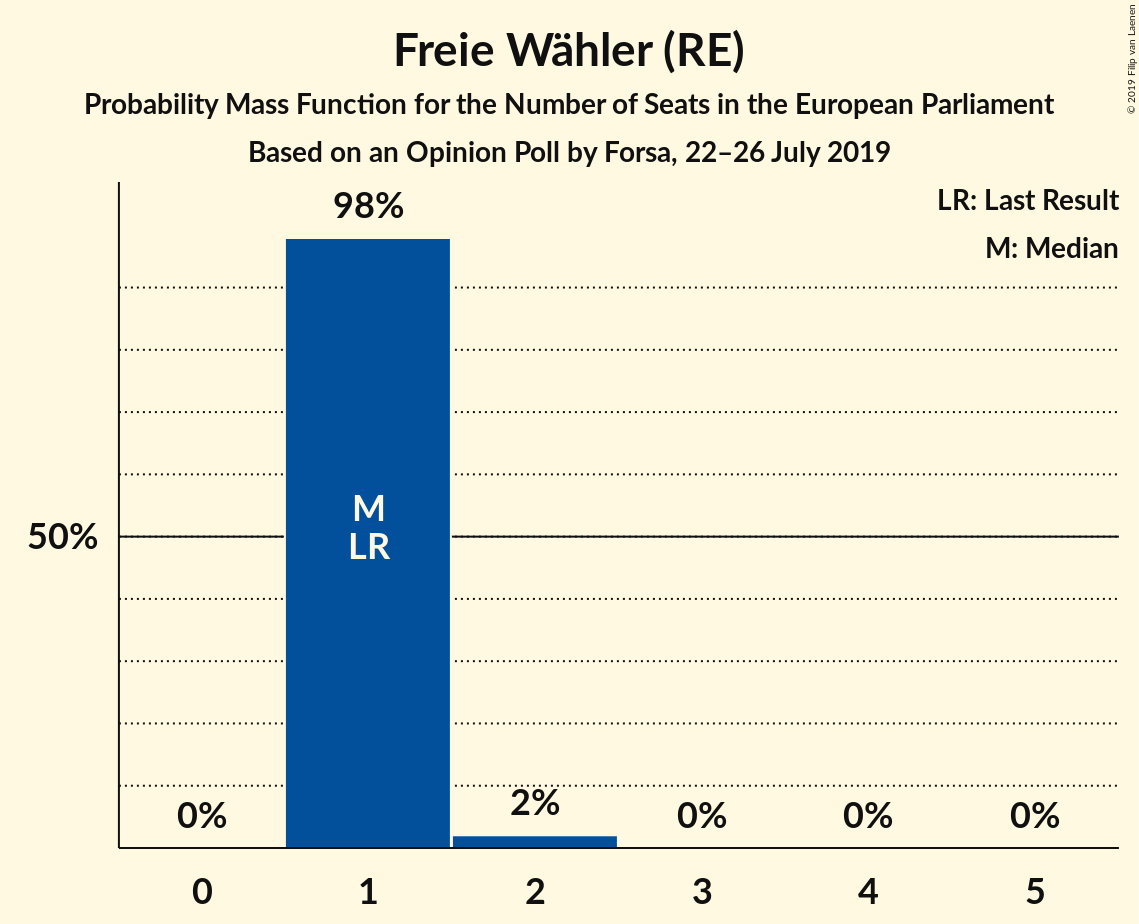 Freie Wähler (RE)
Probability Mass Function for the Number of Seats in the European Parliament
Based on an Opinion Poll by Forsa, 22–26 July 2019
© 2019 Filip van Laenen
LR: Last Result
M: Median
98%
M
LR
50%
0%
2%
0%
0%
0%
0
1
2
3
4
5